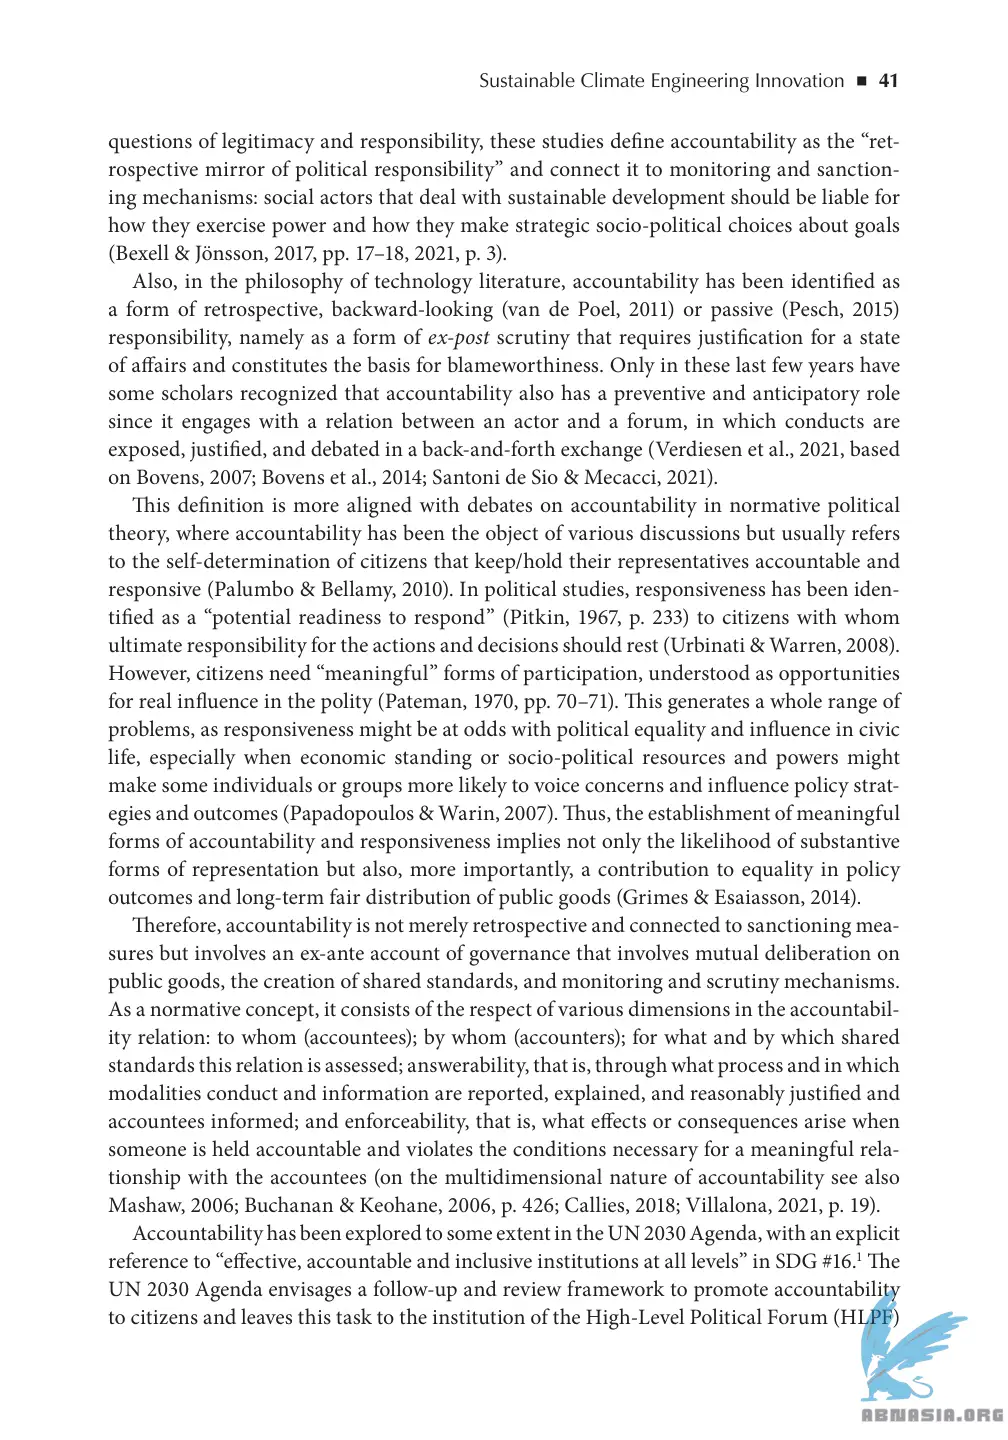 Sustainable Climate Engineering Innovation ■ 41
questions of legitimacy and responsibility, these studies define accountability as the “ret-
rospective mirror of political responsibility” and connect it to monitoring and sanction-
ing mechanisms: social actors that deal with sustainable development should be liable for
how they exercise power and how they make strategic socio-political choices about goals
(Bexell & Jönsson, 2017, pp. 17–18, 2021, p. 3).
Also, in the philosophy of technology literature, accountability has been identified as
a form of retrospective, backward-looking (van de Poel, 2011) or passive (Pesch, 2015)
responsibility, namely as a form of ex-post scrutiny that requires justification for a state
of affairs and constitutes the basis for blameworthiness. Only in these last few years have
some scholars recognized that accountability also has a preventive and anticipatory role
since it engages with a relation between an actor and a forum, in which conducts are
exposed, justified, and debated in a back-and-forth exchange (Verdiesen et al., 2021, based
on Bovens, 2007; Bovens et al., 2014; Santoni de Sio & Mecacci, 2021).
This definition is more aligned with debates on accountability in normative political
theory, where accountability has been the object of various discussions but usually refers
to the self-determination of citizens that keep/hold their representatives accountable and
responsive (Palumbo & Bellamy, 2010). In political studies, responsiveness has been iden-
tified as a “potential readiness to respond” (Pitkin, 1967, p. 233) to citizens with whom
ultimate responsibility for the actions and decisions should rest (Urbinati & Warren, 2008).
However, citizens need “meaningful” forms of participation, understood as opportunities
for real influence in the polity (Pateman, 1970, pp. 70–71). This generates a whole range of
problems, as responsiveness might be at odds with political equality and influence in civic
life, especially when economic standing or socio-political resources and powers might
make some individuals or groups more likely to voice concerns and influence policy strat-
egies and outcomes (Papadopoulos & Warin, 2007). Thus, the establishment of meaningful
forms of accountability and responsiveness implies not only the likelihood of substantive
forms of representation but also, more importantly, a contribution to equality in policy
outcomes and long-term fair distribution of public goods (Grimes & Esaiasson, 2014).
Therefore, accountability is not merely retrospective and connected to sanctioning mea-
sures but involves an ex-ante account of governance that involves mutual deliberation on
public goods, the creation of shared standards, and monitoring and scrutiny mechanisms.
As a normative concept, it consists of the respect of various dimensions in the accountabil-
ity relation: to whom (accountees); by whom (accounters); for what and by which shared
standards this relation is assessed; answerability, that is, through what process and in which
modalities conduct and information are reported, explained, and reasonably justified and
accountees informed; and enforceability, that is, what effects or consequences arise when
someone is held accountable and violates the conditions necessary for a meaningful rela-
tionship with the accountees (on the multidimensional nature of accountability see also
Mashaw, 2006; Buchanan & Keohane, 2006, p. 426; Callies, 2018; Villalona, 2021, p. 19).
Accountability has been explored to some extent in the UN 2030 Agenda, with an explicit
reference to “effective, accountable and inclusive institutions at all levels” in SDG #16.¹ The
UN 2030 Agenda envisages a follow-up and review framework to promote accountability
to citizens and leaves this task to the institution of the High-Level Political Forum (HLPF)
ABNASIA.ORG